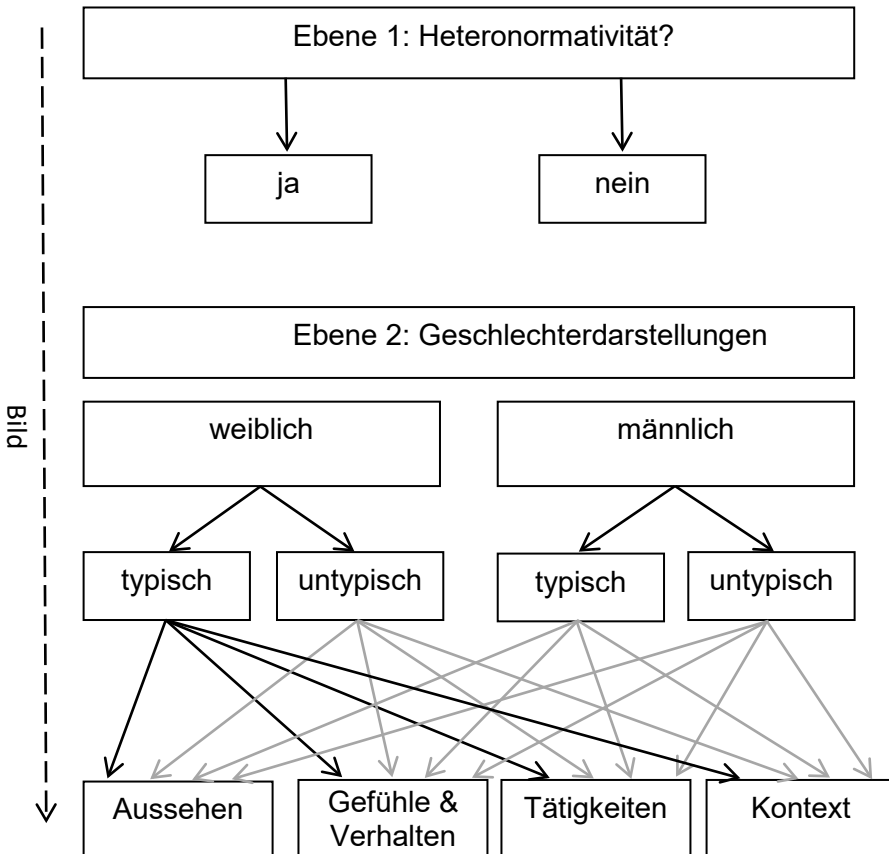 Ebene 1: Heteronormativität?
ja
nein
Ebene 2: Geschlechterdarstellungen
Bild
weiblich
männlich
typisch
untypisch
typisch
untypisch
Aussehen
Gefühle &
Verhalten
Tätigkeiten
Kontext